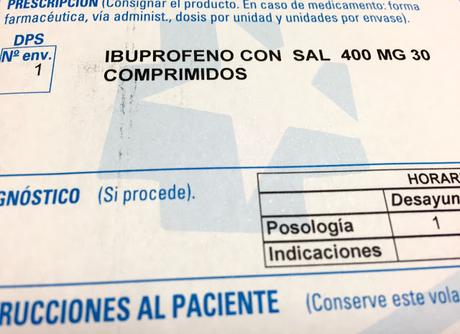 PRESCRIPCIÓN (Consignar el producto. En caso de medicamento: forma
farmacéutica, vía administ., dosis por unidad y unidades por envase).
DPS
Nº env.
1
IBUPROFENO CON SAL 400 MG 30
COMPRIMIDOS
GNÓSTICO (Si procede).
HORAR
Desayun
Posología 1
Indicaciones
RUCCIONES AL PACIENTE (Conserve este vola